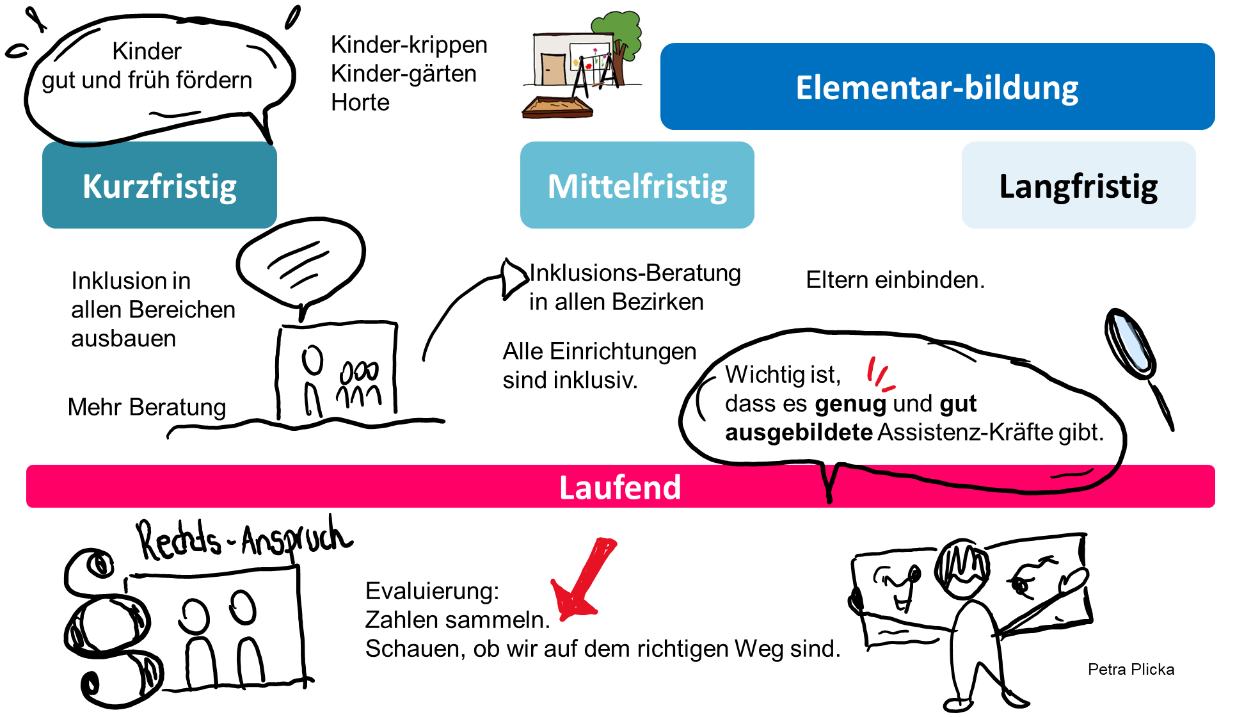 Kinder
gut und früh fördern
Kinder-krippen
Kinder-gärten
Horte
Elementar-bildung
Kurzfristig
Mittelfristig
Langfristig
Inklusion in
allen Bereichen
ausbauen
Mehr Beratung
Inklusions-Beratung
in allen Bezirken
Alle Einrichtungen
sind inklusiv.
Eltern einbinden.
Wichtig ist,
dass es genug und gut
ausgebildete Assistenz-Kräfte gibt.
Laufend
Rechts-Anspruch
Evaluierung:
Zahlen sammeln.
Schauen, ob wir auf dem richtigen Weg sind.
Petra Plicka